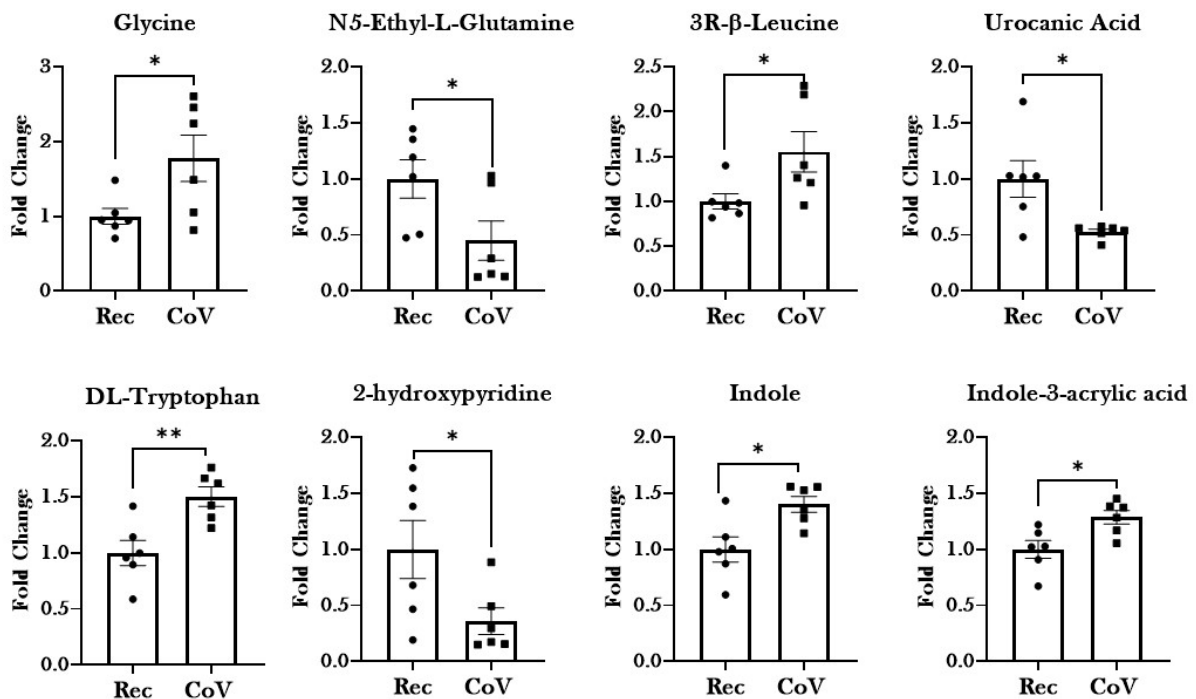 Glycine
N5-Ethyl-L-Glutamine
3R-β-Leucine
Urocanic Acid
*
*
*
*
Fold Change
3
2
1
0
Fold Change
2.0
1.5
1.0
0.5
0.0
Fold Change
2.5
2.0
1.5
1.0
0.5
0.0
Fold Change
2.0
1.5
1.0
0.5
0.0
Rec CoV
Rec CoV
Rec CoV
Rec CoV
DL-Tryptophan
2-hydroxypyridine
Indole
Indole-3-acrylic acid
**
*
*
*
Fold Change
2.0
1.5
1.0
0.5
0.0
Fold Change
2.0
1.5
1.0
0.5
0.0
Fold Change
2.0
1.5
1.0
0.5
0.0
Fold Change
2.0
1.5
1.0
0.5
0.0
Rec CoV
Rec CoV
Rec CoV
Rec CoV